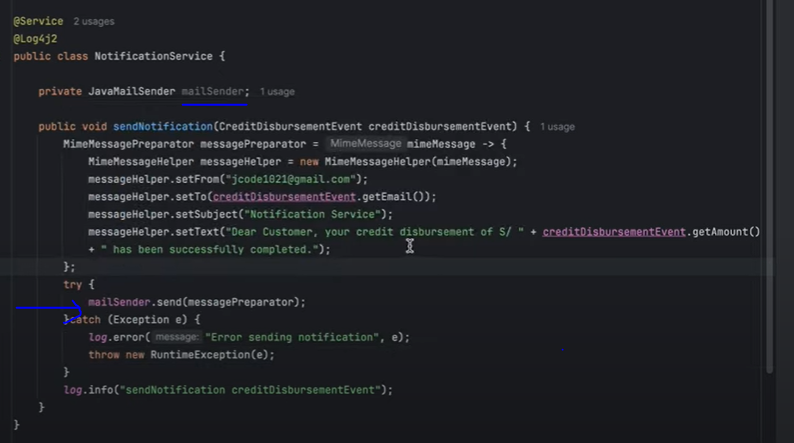 @Service 2 usages
@Log4j2
public class NotificationService {
private JavaMailSender mailSender; 1 usage
public void sendNotification(CreditDisbursementEvent creditDisbursementEvent) { 1 usage
MimeMessagePreparator messagePreparator = MimeMessage mimeMessage -> {
MimeMessageHelper messageHelper = new MimeMessageHelper(mimeMessage);
messageHelper.setFrom("jcode1021@gmail.com");
messageHelper.setTo(creditDisbursementEvent.getEmail());
messageHelper.setSubject("Notification Service");
messageHelper.setText("Dear Customer, your credit disbursement of S/ " + creditDisbursementEvent.getAmount()
+ " has been successfully completed.");
};
try {
mailSender.send(messagePreparator);
}catch (Exception e) {
log.error( message: "Error sending notification", e);
throw new RuntimeException(e);
}
log.info("sendNotification creditDisbursementEvent");
}
}